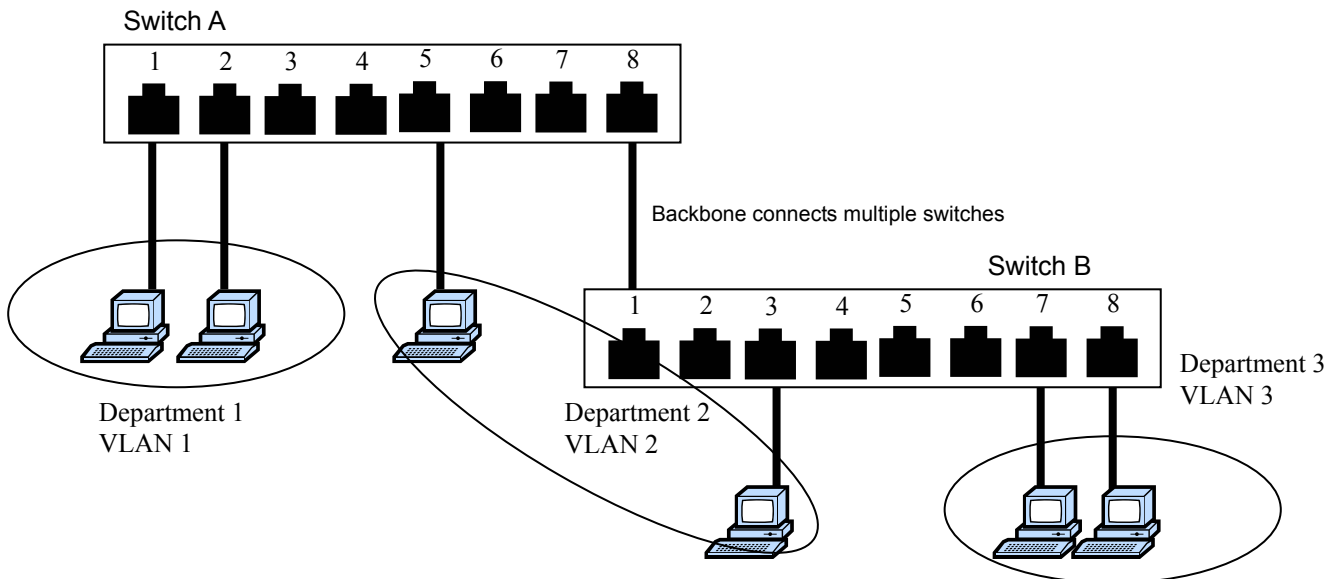 Switch A
1 2 3 4 5 6 7 8
Backbone connects multiple switches
Switch B
1 2 3 4 5 6 7 8
Department 3
VLAN 3
Department 1
VLAN 1
Department 2
VLAN 2